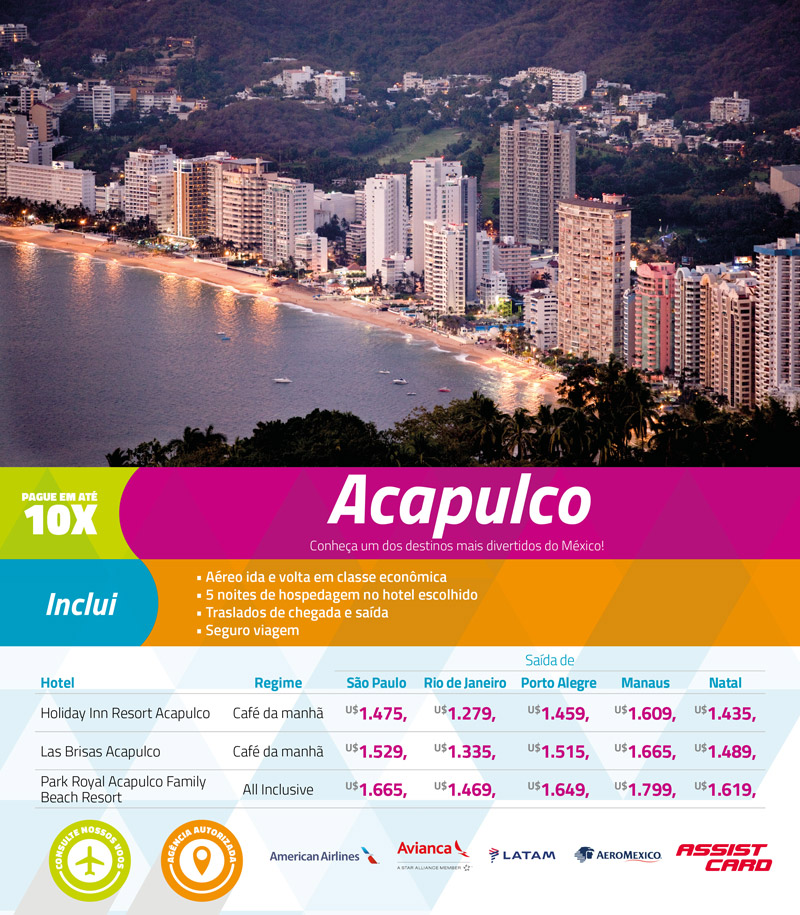 PAGUE EM ATÉ
10X
Acapulco
Conheça um dos destinos mais divertidos do México!
Inclui
• Aéreo ida e volta em classe econômica
• 5 noites de hospedagem no hotel escolhido
• Traslados de chegada e saída
• Seguro viagem
Saída de
Hotel Regime São Paulo Rio de Janeiro Porto Alegre Manaus Natal
Holiday Inn Resort Acapulco Café da manhã U$1.475, U$1.279, U$1.459, U$1.609, U$1.435,
Las Brisas Acapulco Café da manhã U$1.529, U$1.335, U$1.515, U$1.665, U$1.489,
Park Royal Acapulco Family
Beach Resort All Inclusive U$1.665, U$1.469, U$1.649, U$1.799, U$1.619,
CONSULTE NOSSOS VOOS
AGÊNCIA AUTORIZADA
American Airlines
Avianca
A STAR ALLIANCE MEMBER
LATAM
AEROMEXICO
ASSIST
CARD